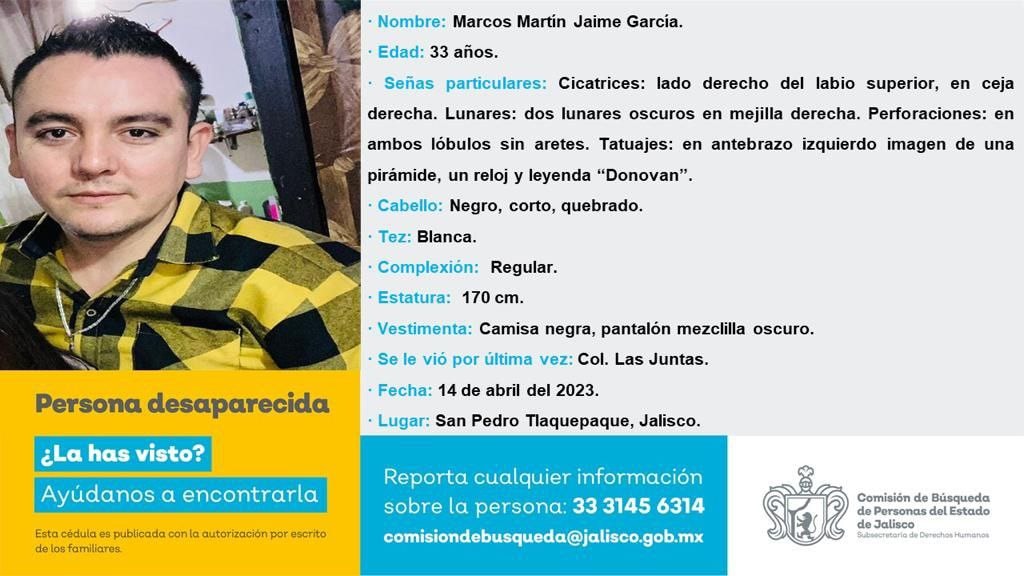 · Nombre: Marcos Martín Jaime García.
· Edad: 33 años.
· Señas particulares: Cicatrices: lado derecho del labio superior, en ceja
derecha. Lunares: dos lunares oscuros en mejilla derecha. Perforaciones: en
ambos lóbulos sin aretes. Tatuajes: en antebrazo izquierdo imagen de una
pirámide, un reloj y leyenda “Donovan”.
· Cabello: Negro, corto, quebrado.
· Tez: Blanca.
· Complexión: Regular.
· Estatura: 170 cm.
· Vestimenta: Camisa negra, pantalón mezclilla oscuro.
· Se le vió por última vez: Col. Las Juntas.
· Fecha: 14 de abril del 2023.
· Lugar: San Pedro Tlaquepaque, Jalisco.
Persona desaparecida
¿La has visto?
Ayúdanos a encontrarla
Esta cédula es publicada con la autorización por escrito
de los familiares.
Reporta cualquier información
sobre la persona: 33 3145 6314
comisiondebusqueda@jalisco.gob.mx
Comisión de Búsqueda
de Personas del Estado
de Jalisco
Subsecretaría de Derechos Humanos